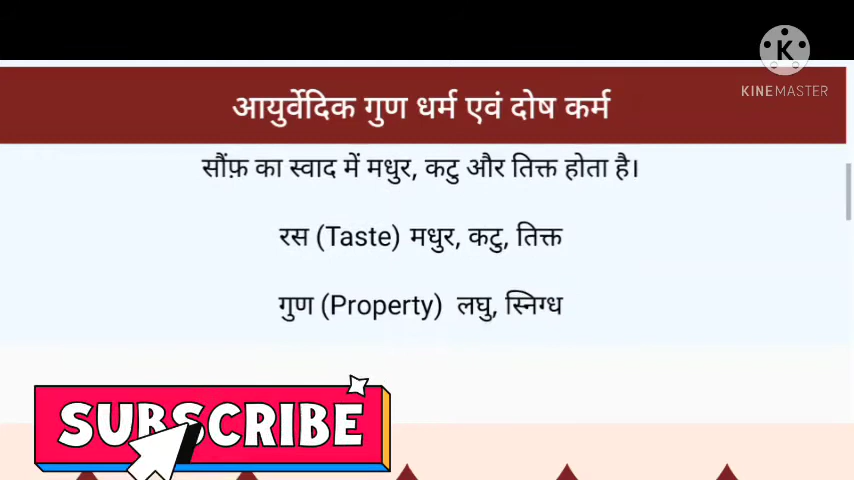 K
KINEMASTER
आयुर्वेदिक गुण धर्म एवं दोष कर्म
सौंफ़ का स्वाद में मधुर, कटु और तिक्त होता है।
रस (Taste) मधुर, कटु, तिक्त
गुण (Property) लघु, स्निग्ध
SUBSCRIBE